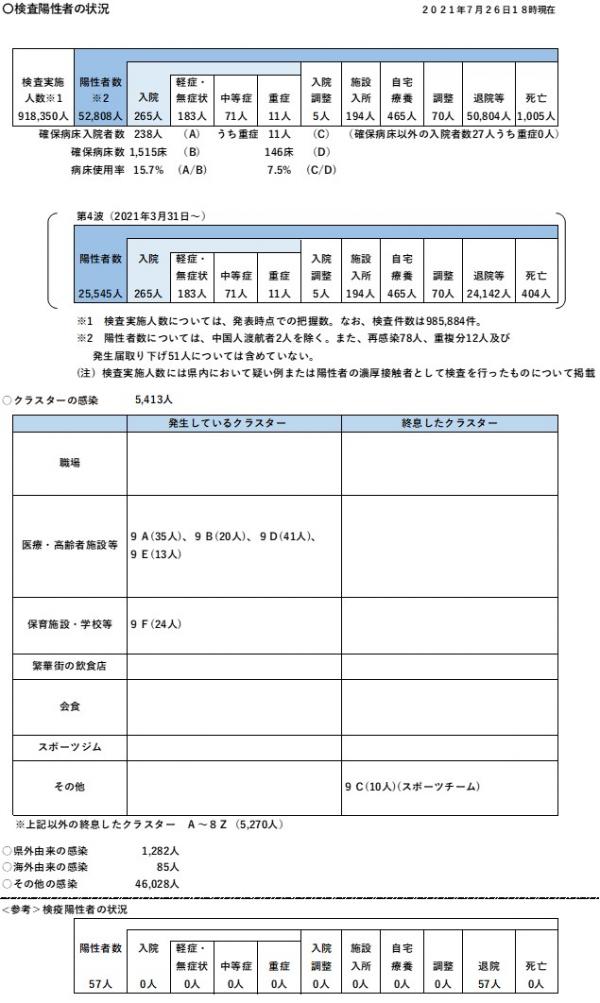 〇検査陽性者の状況
２０２１年７月２６日１８時現在
検査実施 陽性者数 入院 軽症・ 中等症 重症 入院 施設 自宅 調整 退院等 死亡
人数※1 ※2 無症状 調整 入所 療養
918,350人 52,808人 265人 183人 71人 11人 5人 194人 465人 70人 50,804人 1,005人
確保病床入院者数 238人 (A) うち重症 11人 (C) （確保病床以外の入院者数27人うち重症0人）
確保病床数 1,515床 (B) 146床 (D)
病床使用率 15.7% (A/B) 7.5% (C/D)
第4波（2021年3月31日～）
陽性者数 入院 軽症・ 中等症 重症 入院 施設 自宅 調整 退院等 死亡
無症状 調整 入所 療養
25,545人 265人 183人 71人 11人 5人 194人 465人 70人 24,142人 404人
※1 検査実施人数については、発表時点での把握数。なお、検査件数は985,884件。
※2 陽性者数については、中国人渡航者2人を除く。また、再感染78人、重複分12人及び
発生届取り下げ51人については含めていない。
(注) 検査実施人数には県内において疑い例または陽性者の濃厚接触者として検査を行ったものについて掲載
○クラスターの感染 5,413人
発生しているクラスター 終息したクラスター
職場
医療・高齢者施設等 ９Ａ(35人)、９Ｂ(20人)、９Ｄ(41人)、
９Ｅ(13人)
保育施設・学校等 ９Ｆ(24人)
繁華街の飲食店
会食
スポーツジム
その他 ９Ｃ(10人)(スポーツチーム)
※上記以外の終息したクラスター Ａ～８Ｚ（5,270人）
○県外由来の感染 1,282人
○海外由来の感染 85人
○その他の感染 46,028人
<参考>検疫陽性者の状況
陽性者数 入院 軽症・ 中等症 重症 入院 施設 自宅 調整 退院 死亡
無症状 調整 入所 療養
57人 0人 0人 0人 0人 0人 0人 0人 0人 57人 0人